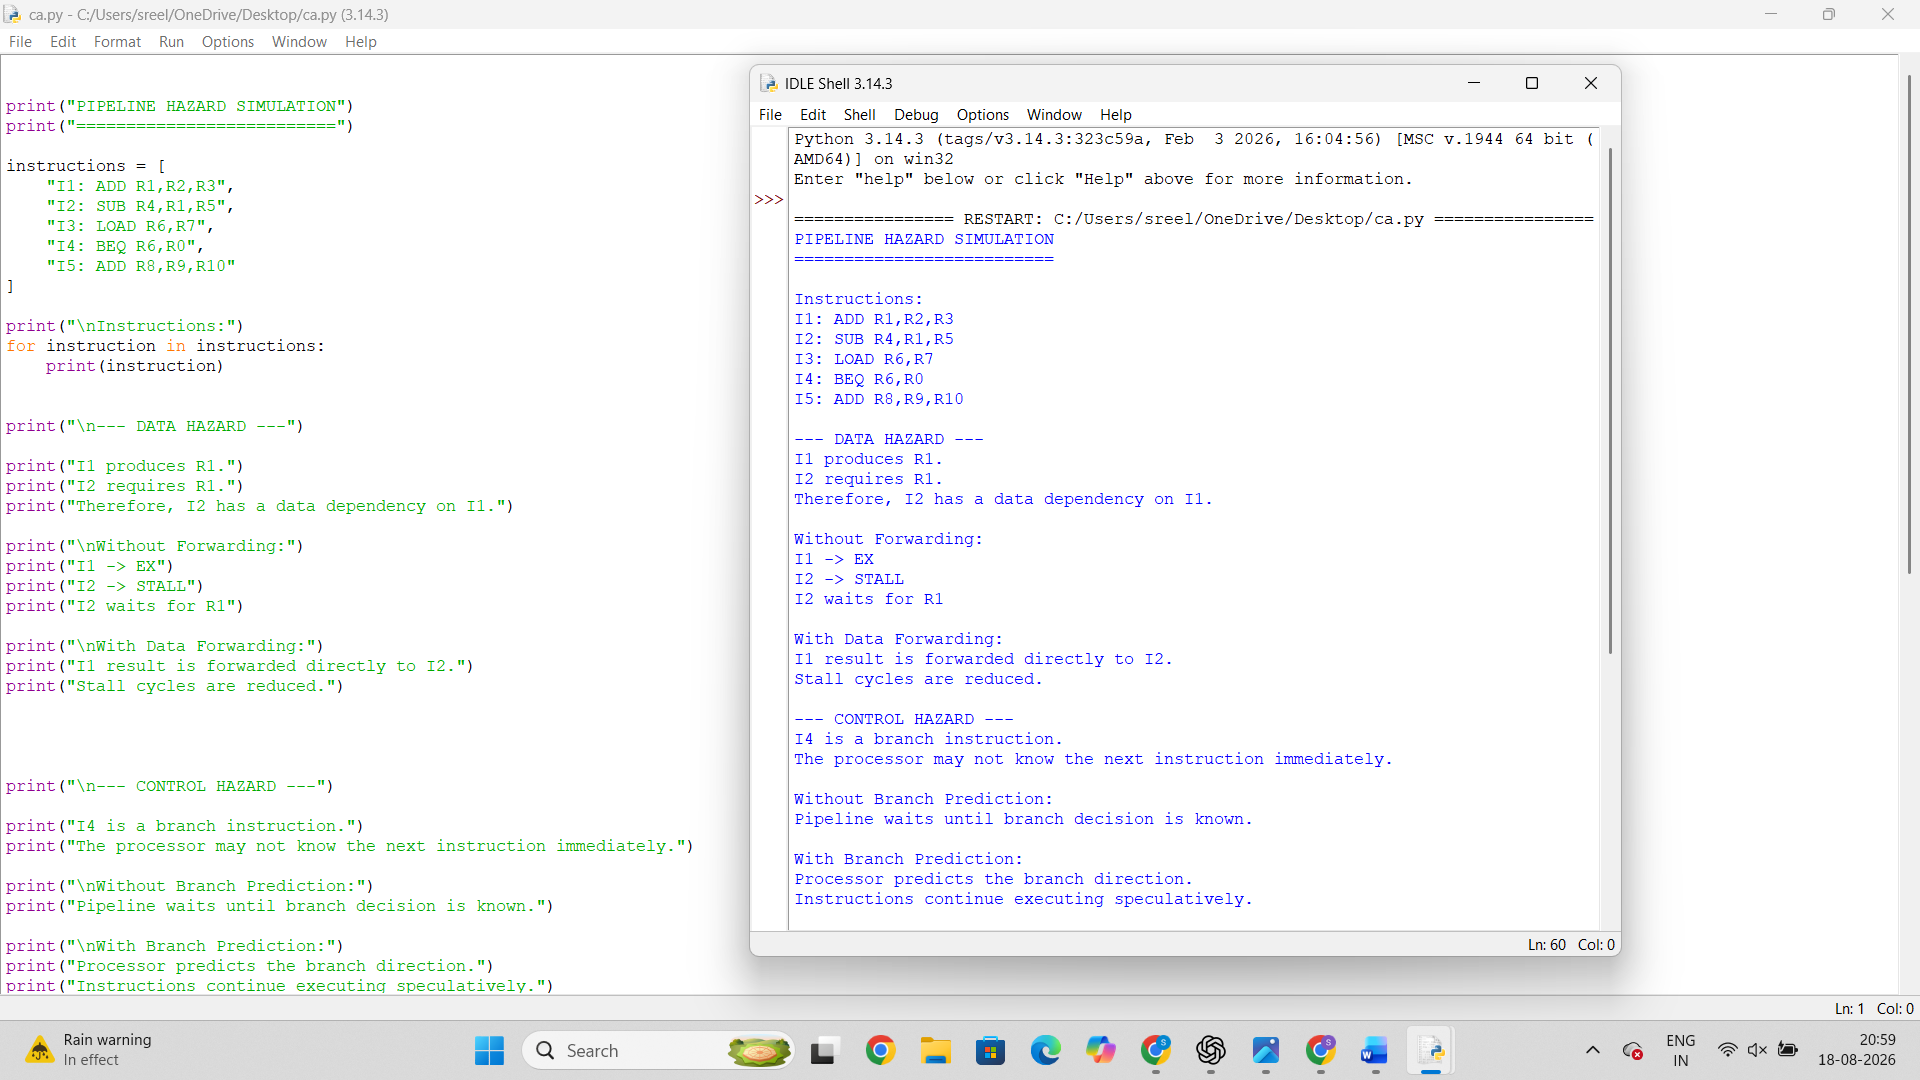 ca.py - C:/Users/sreel/OneDrive/Desktop/ca.py (3.14.3)
File Edit Format Run Options Window Help
print("PIPELINE HAZARD SIMULATION")
print("==========================")
instructions = [
    "I1: ADD R1,R2,R3",
    "I2: SUB R4,R1,R5",
    "I3: LOAD R6,R7",
    "I4: BEQ R6,R0",
    "I5: ADD R8,R9,R10"
]
print("\nInstructions:")
for instruction in instructions:
    print(instruction)
print("\n--- DATA HAZARD ---")
print("I1 produces R1.")
print("I2 requires R1.")
print("Therefore, I2 has a data dependency on I1.")
print("\nWithout Forwarding:")
print("I1 -> EX")
print("I2 -> STALL")
print("I2 waits for R1")
print("\nWith Data Forwarding:")
print("I1 result is forwarded directly to I2.")
print("Stall cycles are reduced.")
print("\n--- CONTROL HAZARD ---")
print("I4 is a branch instruction.")
print("The processor may not know the next instruction immediately.")
print("\nWithout Branch Prediction:")
print("Pipeline waits until branch decision is known.")
print("\nWith Branch Prediction:")
print("Processor predicts the branch direction.")
print("Instructions continue executing speculatively.")
Ln: 1 Col: 0
IDLE Shell 3.14.3
File Edit Shell Debug Options Window Help
Python 3.14.3 (tags/v3.14.3:323c59a, Feb  3 2026, 16:04:56) [MSC v.1944 64 bit (
AMD64)] on win32
Enter "help" below or click "Help" above for more information.
>>>
================ RESTART: C:/Users/sreel/OneDrive/Desktop/ca.py ================
PIPELINE HAZARD SIMULATION
==========================
Instructions:
I1: ADD R1,R2,R3
I2: SUB R4,R1,R5
I3: LOAD R6,R7
I4: BEQ R6,R0
I5: ADD R8,R9,R10
--- DATA HAZARD ---
I1 produces R1.
I2 requires R1.
Therefore, I2 has a data dependency on I1.
Without Forwarding:
I1 -> EX
I2 -> STALL
I2 waits for R1
With Data Forwarding:
I1 result is forwarded directly to I2.
Stall cycles are reduced.
--- CONTROL HAZARD ---
I4 is a branch instruction.
The processor may not know the next instruction immediately.
Without Branch Prediction:
Pipeline waits until branch decision is known.
With Branch Prediction:
Processor predicts the branch direction.
Instructions continue executing speculatively.
Ln: 60 Col: 0
Rain warning
In effect
Search
ENG
IN
20:59
18-08-2026